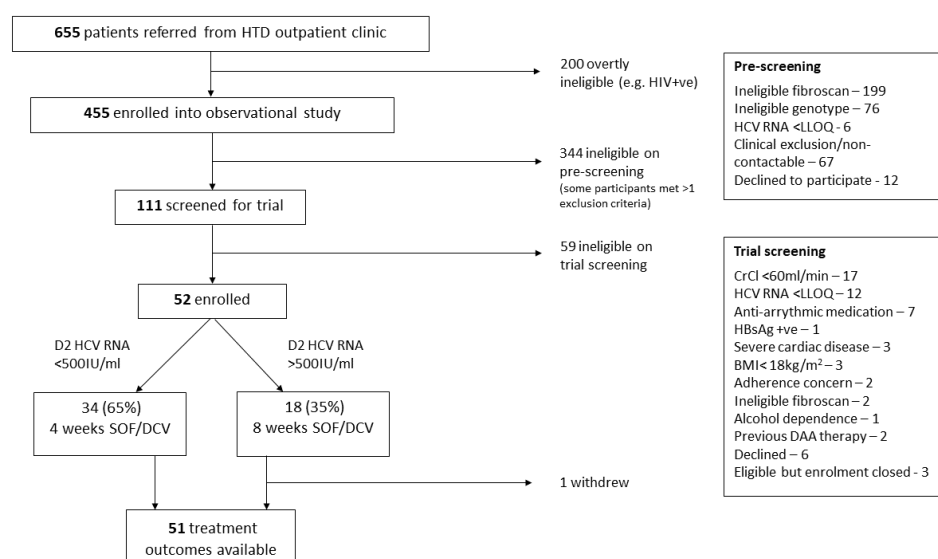 655 patients referred from HTD outpatient clinic
200 overtly
ineligible (e.g. HIV+ve)
455 enrolled into observational study
344 ineligible on
pre-screening
(some participants met >1
exclusion criteria)
111 screened for trial
59 ineligible on
trial screening
52 enrolled
D2 HCV RNA
<500IU/ml
D2 HCV RNA
>500IU/ml
34 (65%)
4 weeks SOF/DCV
18 (35%)
8 weeks SOF/DCV
1 withdrew
51 treatment
outcomes available
Pre-screening
Ineligible fibroscan – 199
Ineligible genotype – 76
HCV RNA <LLOQ - 6
Clinical exclusion/non-
contactable – 67
Declined to participate - 12
Trial screening
CrCl <60ml/min – 17
HCV RNA <LLOQ – 12
Anti-arrythmic medication – 7
HBsAg +ve – 1
Severe cardiac disease – 3
BMI< 18kg/m² – 3
Adherence concern – 2
Ineligible fibroscan – 2
Alcohol dependence – 1
Previous DAA therapy – 2
Declined – 6
Eligible but enrolment closed - 3